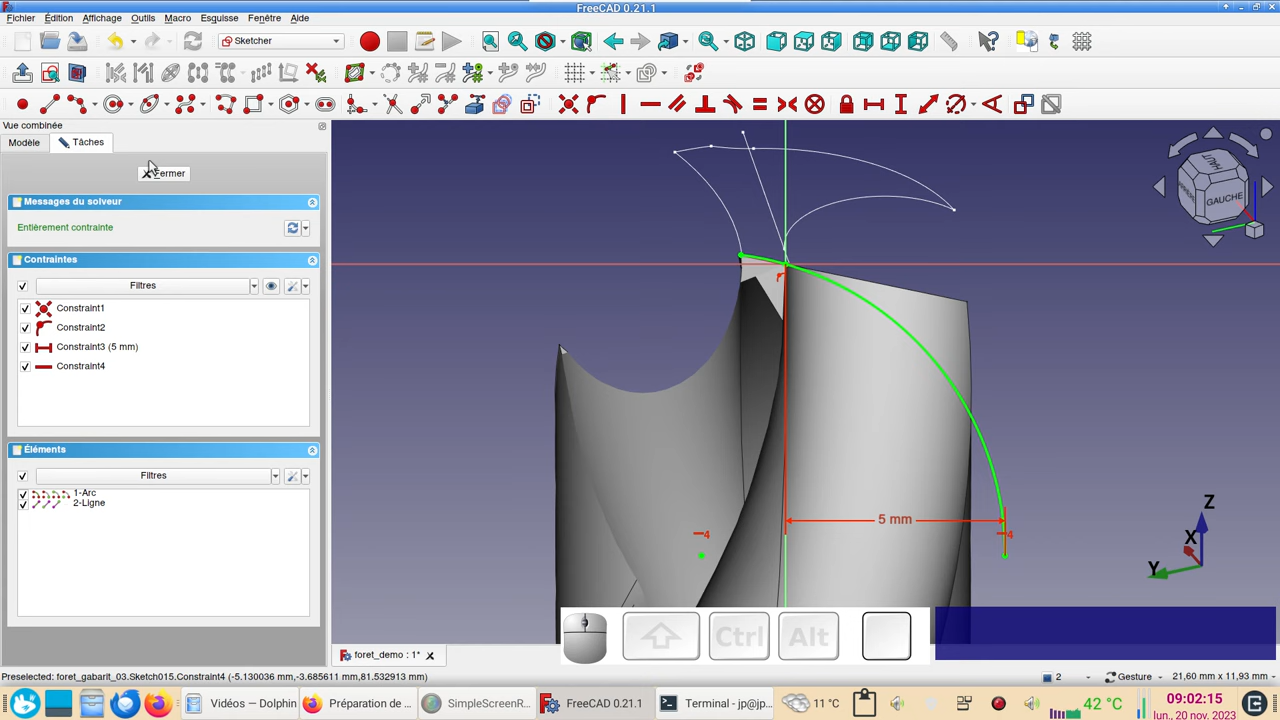 FreeCAD 0.21.1
Fichier Édition Affichage Outils Macro Esquisse Fenêtre Aide
Sketcher
Vue combinée
Modèle Tâches
Fermer
Messages du solveur
Entièrement contrainte
Contraintes
Filtres
Constraint1
Constraint2
Constraint3 (5 mm)
Constraint4
Éléments
Filtres
1-Arc
2-Ligne
GAUCHE
5 mm
4
4
Z
X
Y
Ctrl Alt
foret_demo : 1*
Preselected: foret_gabarit_03.Sketch015.Constraint4 (-5.130036 mm,-3.685611 mm,81.532913 mm)
2 Gesture 21,60 mm x 11,93 mm
Vidéos — Dolphin
Préparation de...
SimpleScreenR...
FreeCAD 0.21.1
Terminal - jp@jp...
11 °C
42 °C
09:02:15
lun., 20 nov. 2023